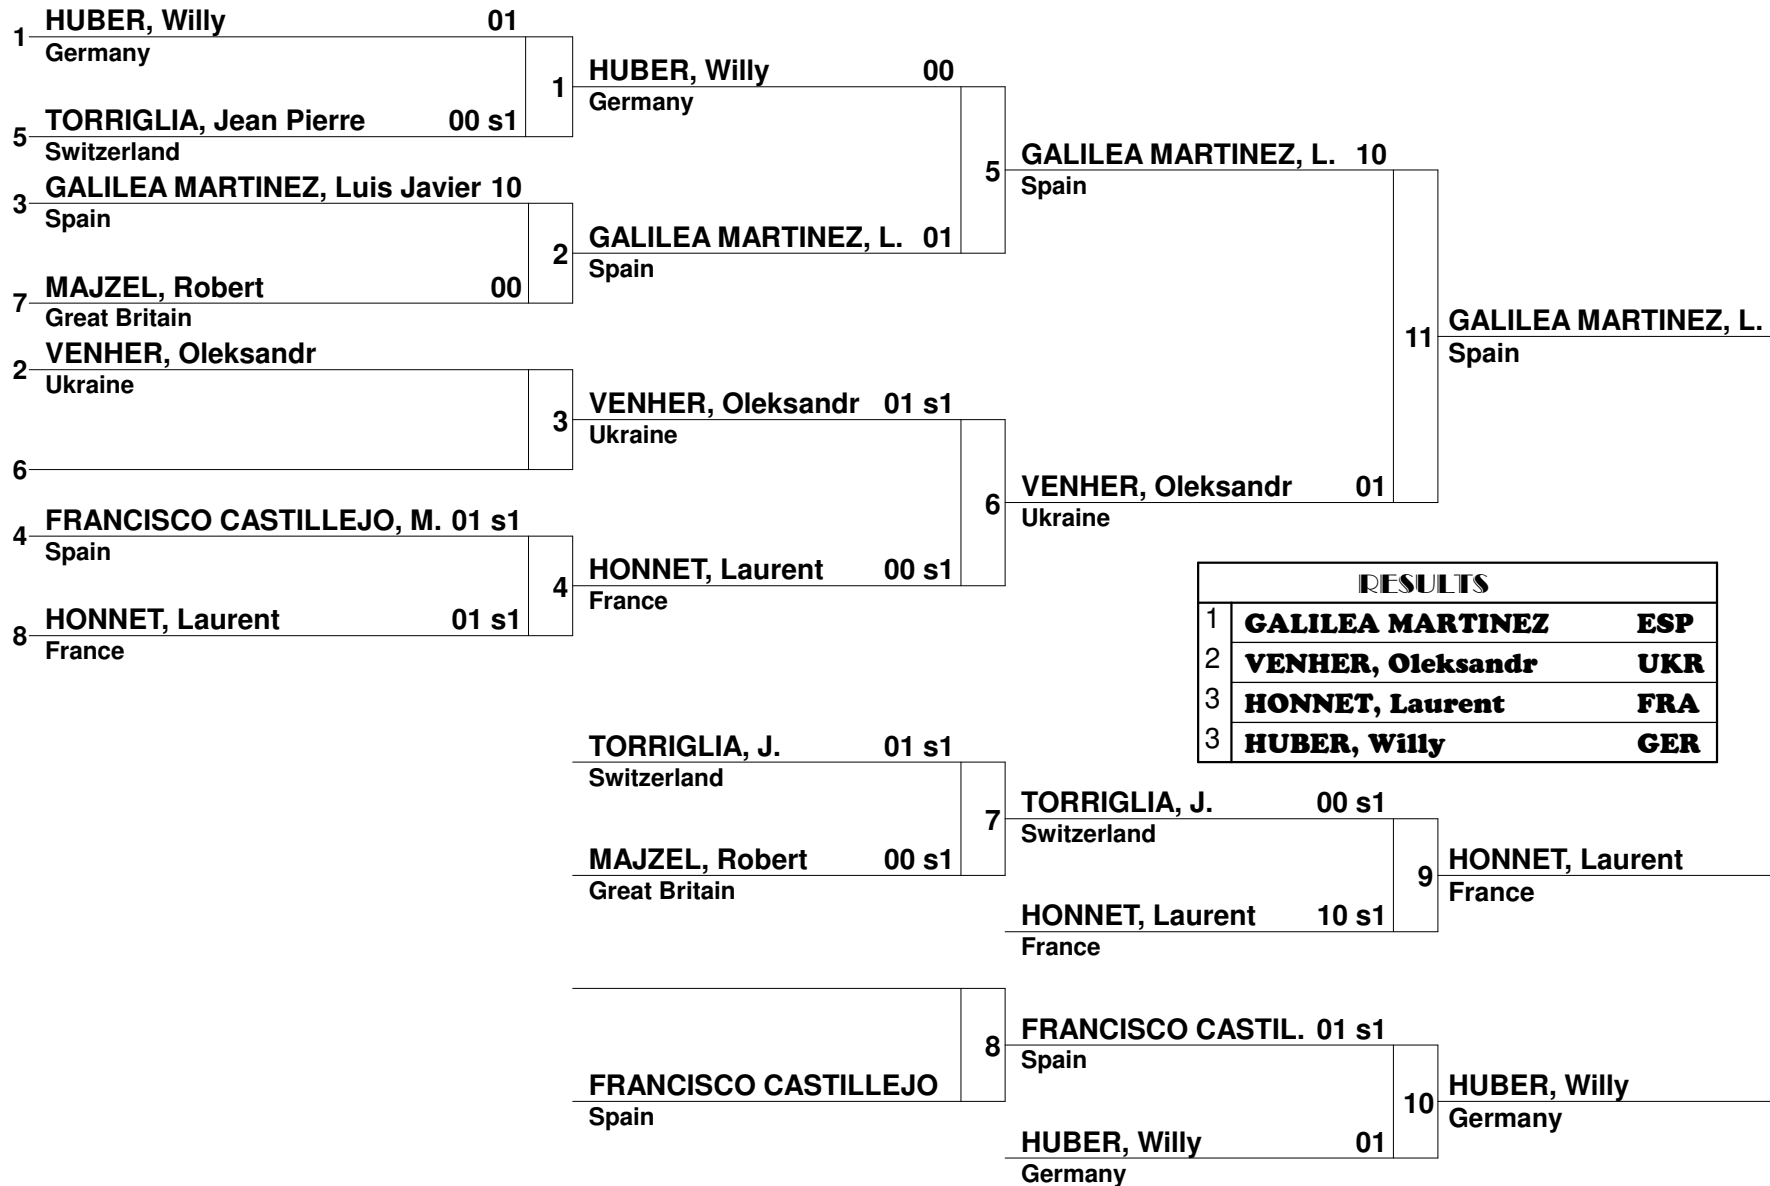 HUBER, Willy 01
1
Germany
TORRIGLIA, Jean Pierre 00 s1
5
Switzerland
GALILEA MARTINEZ, Luis Javier 10
3
Spain
MAJZEL, Robert 00
7
Great Britain
VENHER, Oleksandr
2
Ukraine
6
FRANCISCO CASTILLEJO, M. 01 s1
4
Spain
HONNET, Laurent 01 s1
8
France
1
HUBER, Willy 00
Germany
2
GALILEA MARTINEZ, L. 01
Spain
3
VENHER, Oleksandr 01 s1
Ukraine
4
HONNET, Laurent 00 s1
France
5
GALILEA MARTINEZ, L. 10
Spain
6
VENHER, Oleksandr 01
Ukraine
11
GALILEA MARTINEZ, L.
Spain
RESULTS
1 GALILEA MARTINEZ ESP
2 VENHER, Oleksandr UKR
3 HONNET, Laurent FRA
3 HUBER, Willy GER
TORRIGLIA, J. 01 s1
Switzerland
MAJZEL, Robert 00 s1
Great Britain
7
TORRIGLIA, J. 00 s1
Switzerland
HONNET, Laurent 10 s1
France
9
HONNET, Laurent
France
FRANCISCO CASTILLEJO
Spain
8
FRANCISCO CASTIL. 01 s1
Spain
HUBER, Willy 01
Germany
10
HUBER, Willy
Germany